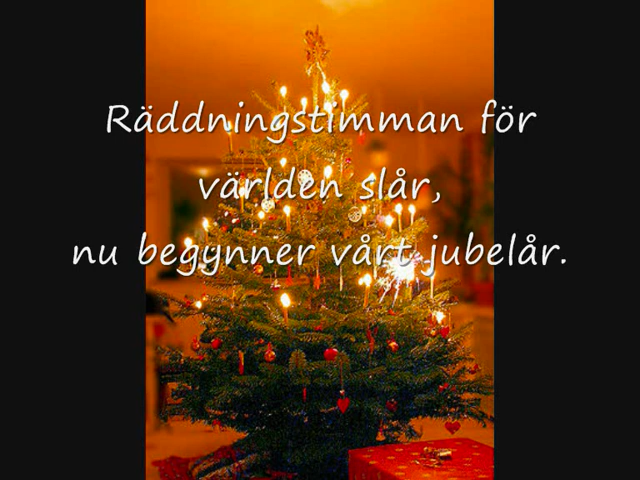 Räddningstimman för
världen slår,
nu begynner vårt jubelår.